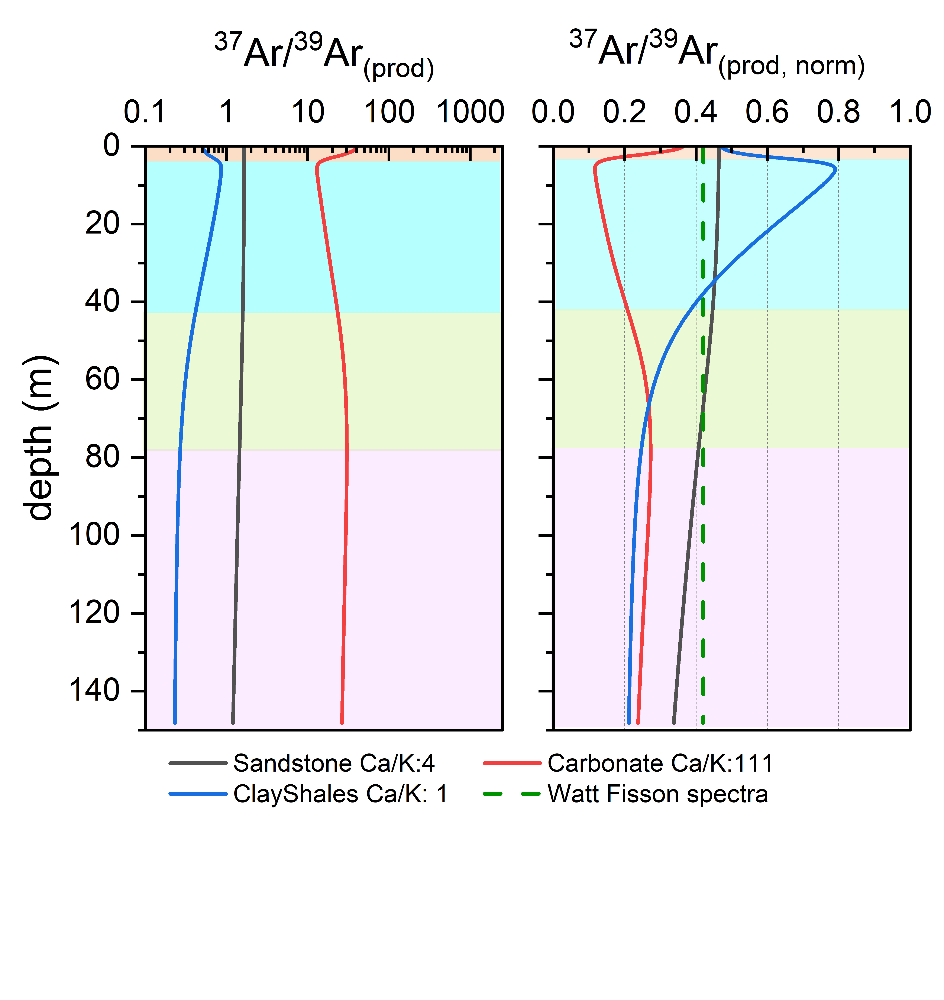 37Ar/39Ar(prod)
37Ar/39Ar(prod, norm)
0.1 1 10 100 1000
0.0 0.2 0.4 0.6 0.8 1.0
0
20
40
60
80
100
120
140
depth (m)
Sandstone Ca/K:4
Carbonate Ca/K:111
ClayShales Ca/K: 1
Watt Fisson spectra